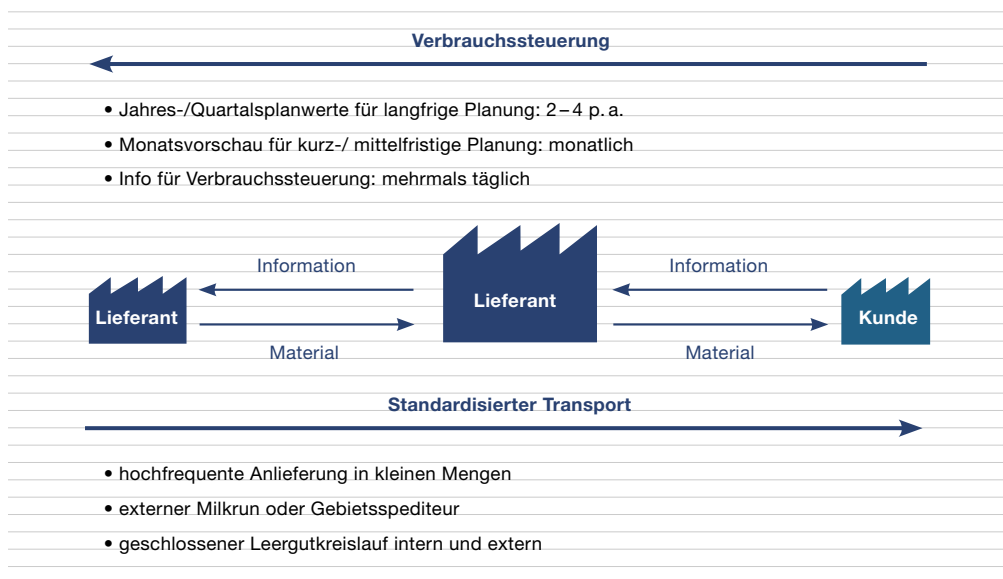 Verbrauchssteuerung
• Jahres-/Quartalsplanwerte für langfrige Planung: 2–4 p. a.
• Monatsvorschau für kurz-/ mittelfristige Planung: monatlich
• Info für Verbrauchssteuerung: mehrmals täglich
Information
Information
Lieferant
Lieferant
Kunde
Material
Material
Standardisierter Transport
• hochfrequente Anlieferung in kleinen Mengen
• externer Milkrun oder Gebietsspediteur
• geschlossener Leergutkreislauf intern und extern